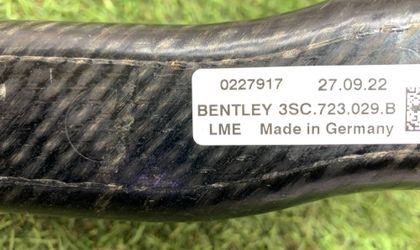 0227917 27.09.22
BENTLEY 3SC.723.029.B
LME Made in Germany